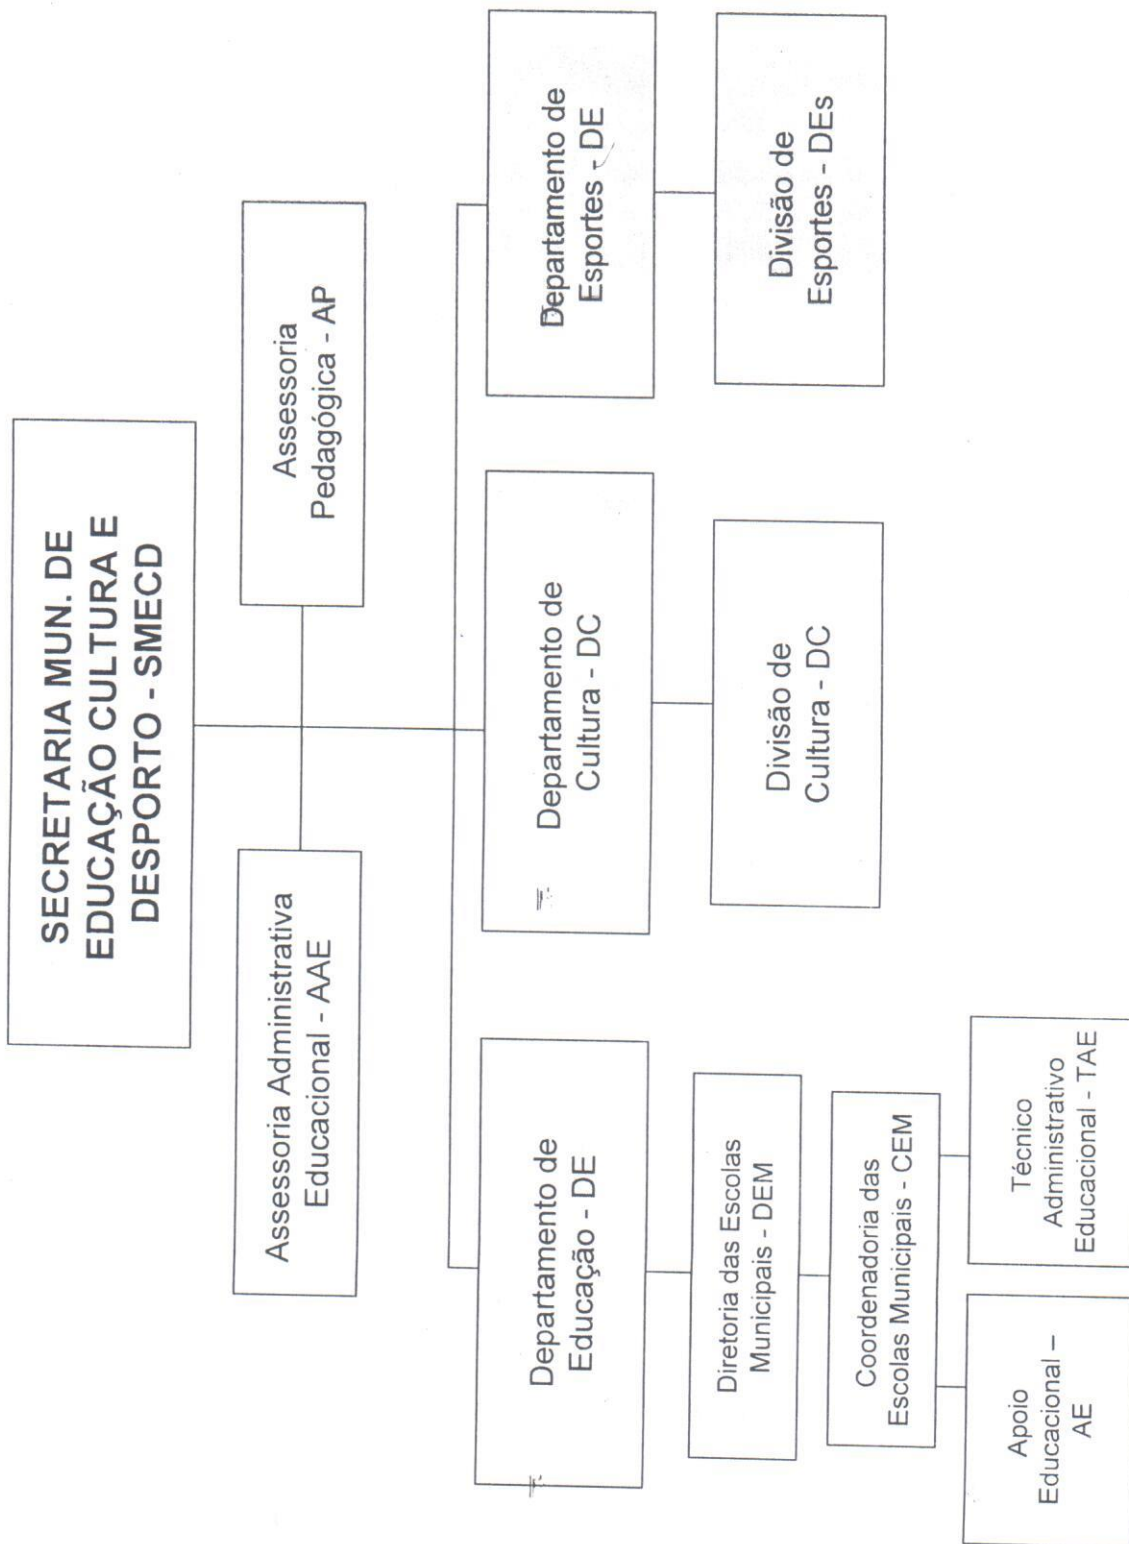 SECRETARIA MUN. DE
EDUCAÇÃO CULTURA E
DESPORTO - SMECD
Assessoria Administrativa
Educacional - AAE
Assessoria
Pedagógica - AP
Departamento de
Educação - DE
Departamento de
Cultura - DC
Departamento de
Esportes - DE
Diretoria das Escolas
Municipais - DEM
Divisão de
Cultura - DC
Divisão de
Esportes - DEs
Coordenadoria das
Escolas Municipais - CEM
Apoio
Educacional –
AE
Técnico
Administrativo
Educacional - TAE